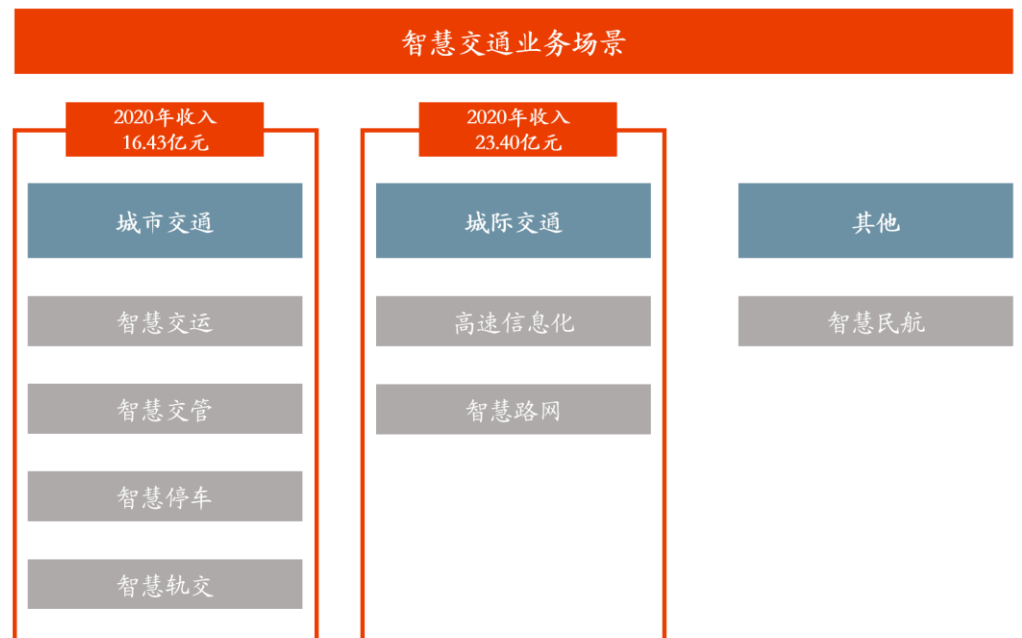 智慧交通业务场景
2020年收入
16.43亿元
城市交通
智慧交运
智慧交管
智慧停车
智慧轨交
2020年收入
23.40亿元
城际交通
高速信息化
智慧路网
其他
智慧民航